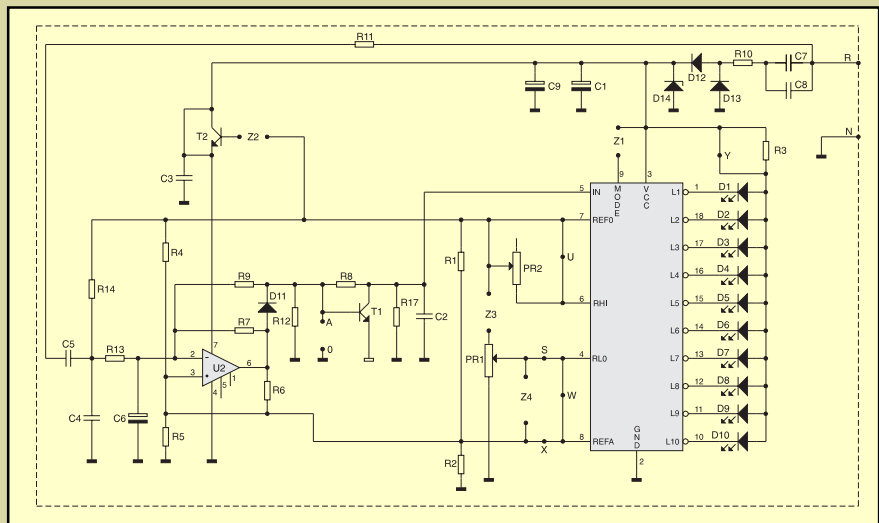 R11
R10 C7 R
D12
C9 C1 D14 D13 C8
T2 Z2 Z1 Y R3 N
C3
9 3
5 IN MODE VCC L1 1 D1
7 REF0 L2 18 D2
R4 R1 PR2 U L3 17 D3
R14 R9 D11 R8 L4 16 D4
R12 A T1 R17 C2 Z3 6 RHI L5 15 D5
R7 0 L6 14 D6
C5 R13 7 PR1 S 4 RL0 L7 13 D7
2 - U2 6
3 + 1
4 5 R6 Z4 W L8 12 D8
C4 C6 L9 11 D9
R5 X 8 REFA GND L10 10 D10
R2 2